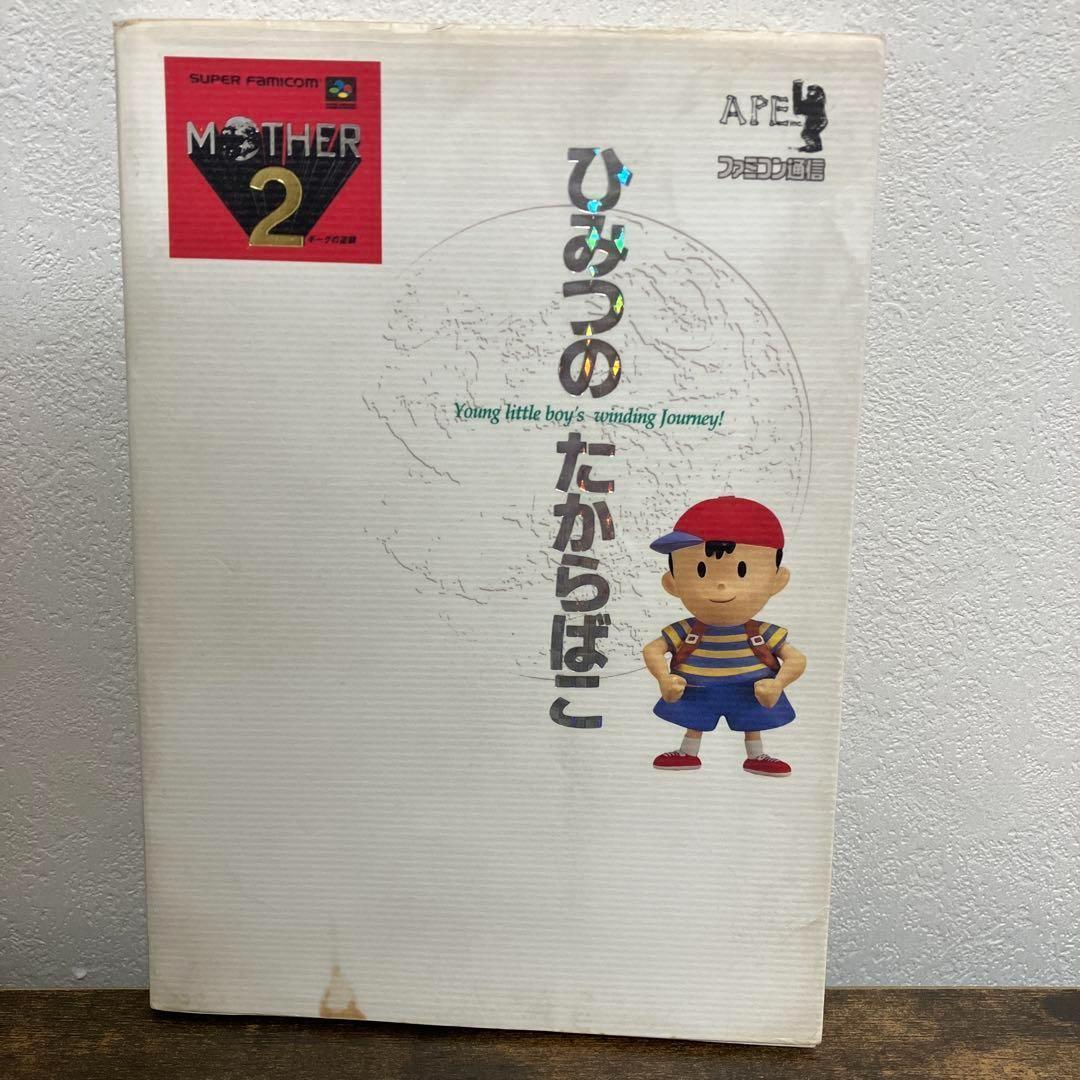 SUPER FAMICOM
MOTHER
2
ギーグの逆襲
APE
ファミコン通信
ひみつの たからばこ
Young little boy's winding Journey!